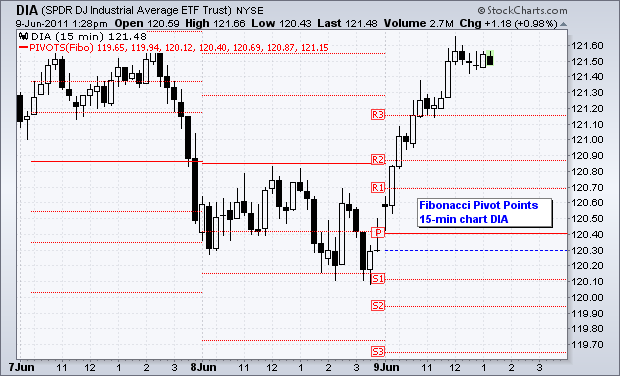 DIA (SPDR DJ Industrial Average ETF Trust) NYSE © StockCharts.com
9-Jun-2011 1:28pm Open 120.59 High 121.66 Low 120.43 Last 121.48 Volume 2.7M Chg +1.18 (+0.98%)
DIA (15 min) 121.48
PIVOTS(Fibo) 119.65, 119.94, 120.12, 120.40, 120.69, 120.87, 121.15
121.60
121.50
121.40
121.30
121.20
R3
121.10
121.00
120.90
R2
120.80
R1
120.70
120.60
Fibonacci Pivot Points
15-min chart DIA
120.50
P
120.40
120.30
120.20
S1
120.10
120.00
S2
119.90
119.80
119.70
S3
7Jun 11 12 1 2 3 8Jun 11 12 1 2 3 9Jun 11 12 1 2 3